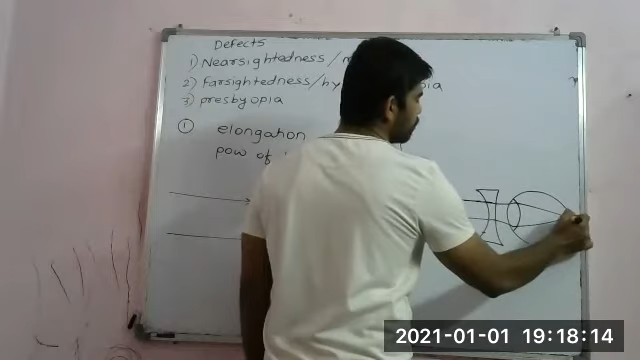 Defects
1) Nearsightedness /
2) Farsightedness/hy
3) presbyopia
① elongation
pow of
2021-01-01 19:18:14